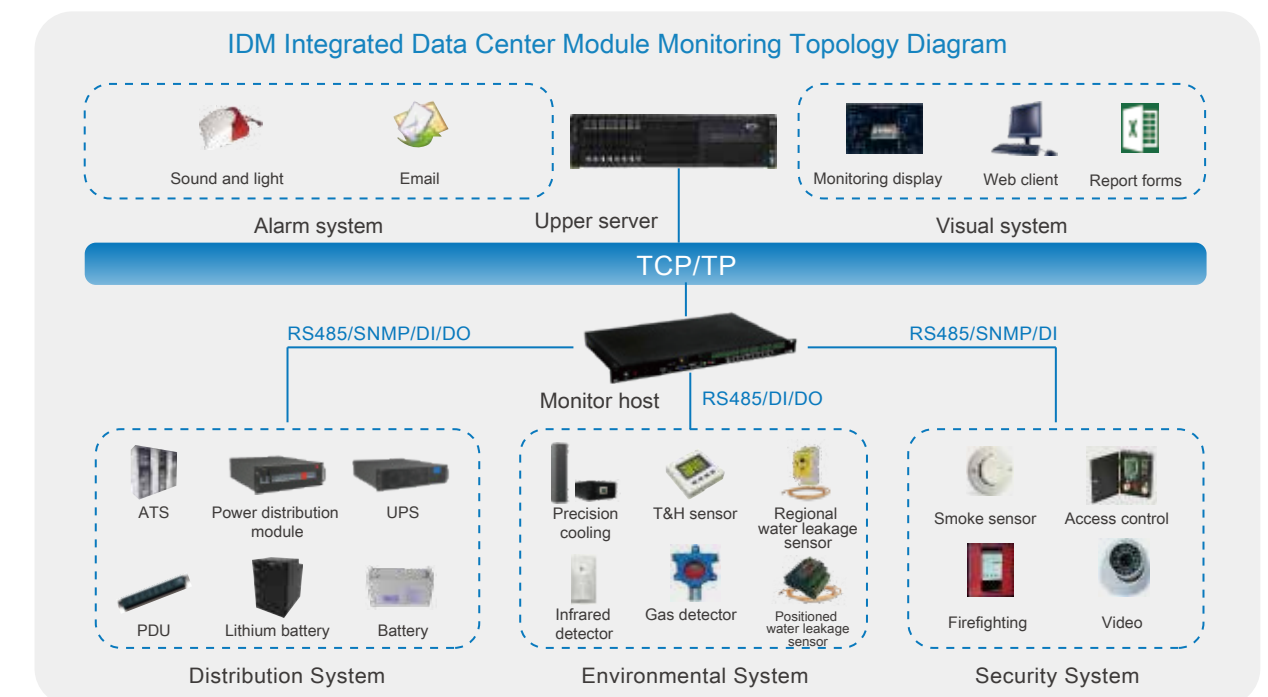 IDM Integrated Data Center Module Monitoring Topology Diagram
Sound and light
Email
Monitoring display
Web client
Report forms
Alarm system
Upper server
Visual system
TCP/TP
RS485/SNMP/DI/DO
RS485/SNMP/DI
Monitor host
RS485/DI/DO
ATS
Power distribution
module
UPS
PDU
Lithium battery
Battery
Precision
cooling
T&H sensor
Regional
water leakage
sensor
Infrared
detector
Gas detector
Positioned
water leakage
sensor
Smoke sensor
Access control
Firefighting
Video
Distribution System
Environmental System
Security System